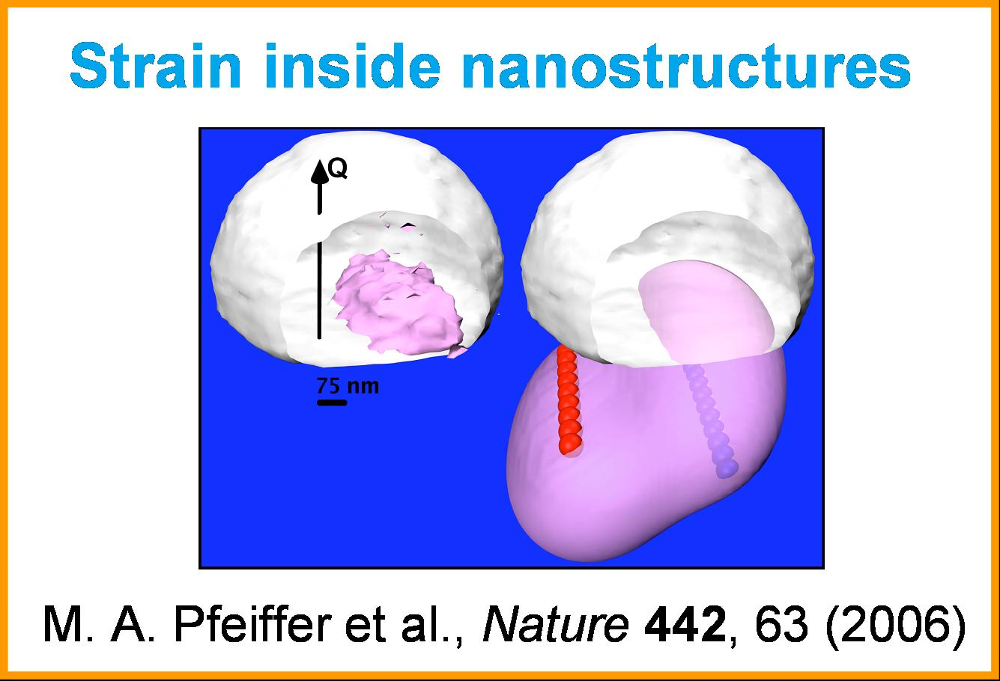 Strain inside nanostructures
Q
75 nm
M. A. Pfeiffer et al., Nature 442, 63 (2006)